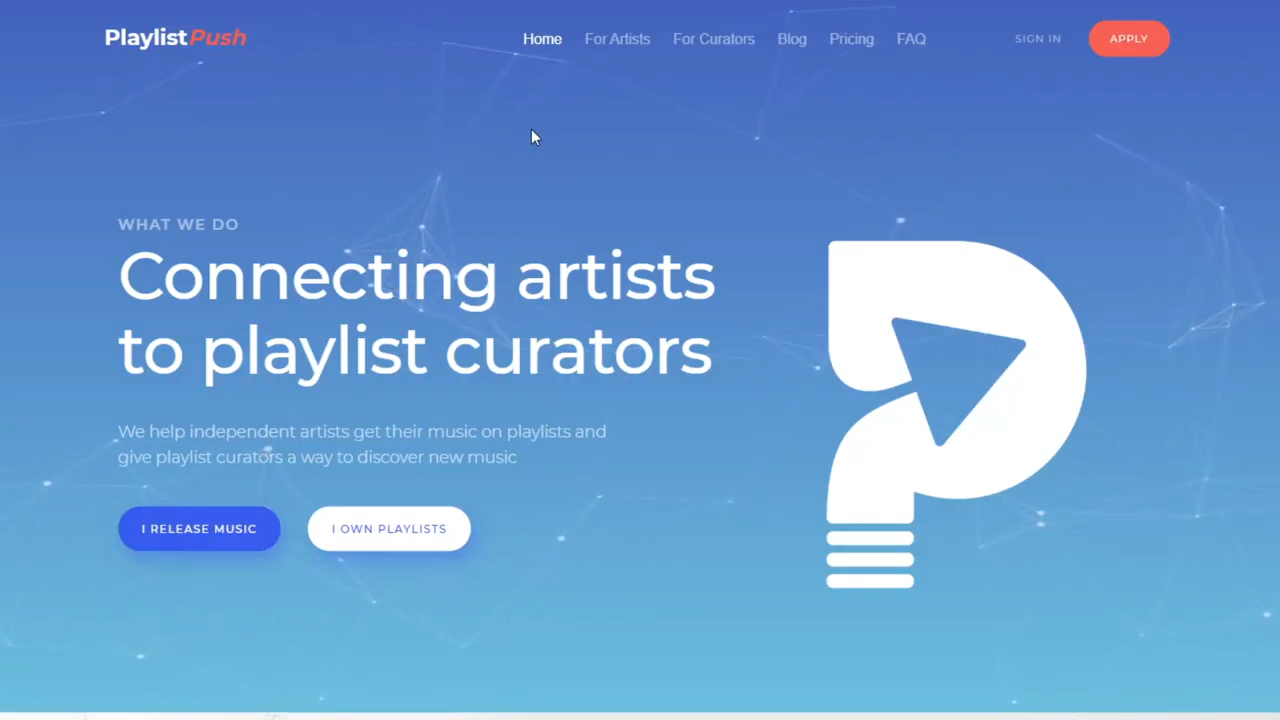 PlaylistPush
Home For Artists For Curators Blog Pricing FAQ SIGN IN APPLY
WHAT WE DO
Connecting artists
to playlist curators
We help independent artists get their music on playlists and
give playlist curators a way to discover new music
I RELEASE MUSIC I OWN PLAYLISTS